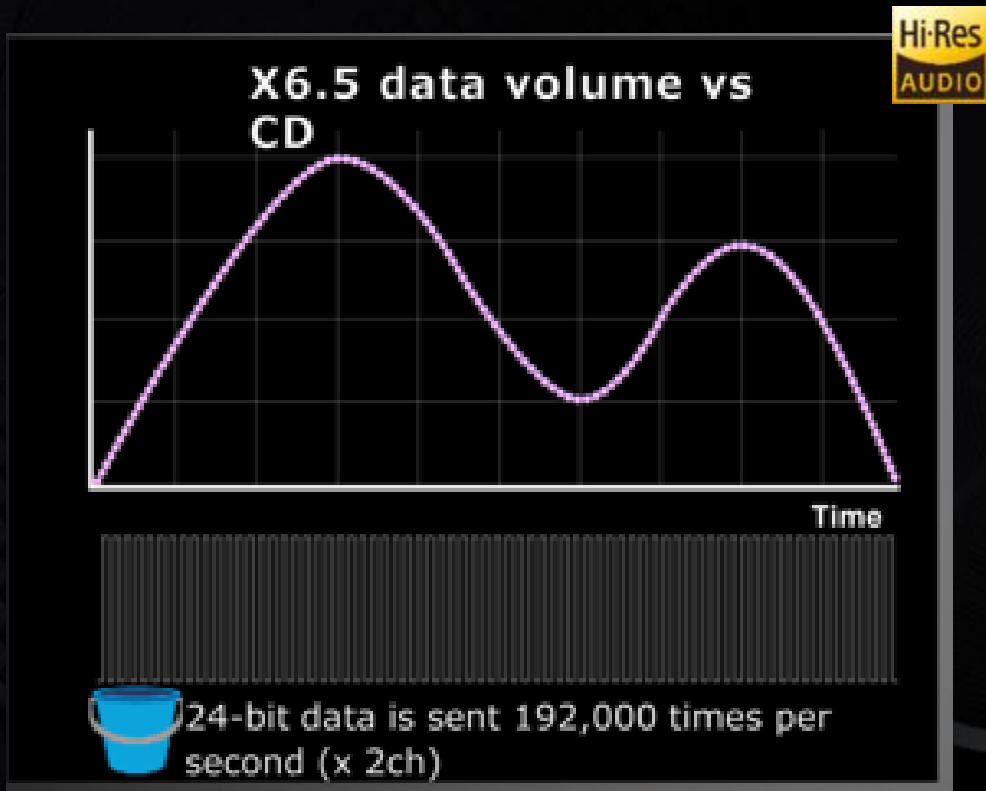 Hi-Res
AUDIO
X6.5 data volume vs
CD
Time
24-bit data is sent 192,000 times per
second (x 2ch)